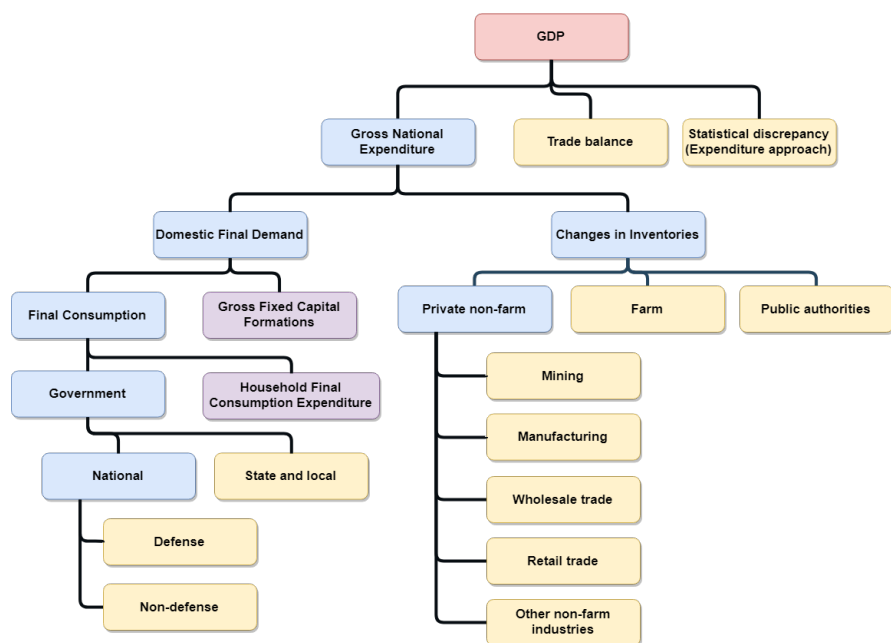 GDP
Gross National
Expenditure
Trade balance
Statistical discrepancy
(Expenditure approach)
Domestic Final Demand
Changes in Inventories
Final Consumption
Gross Fixed Capital
Formations
Private non-farm
Farm
Public authorities
Government
Household Final
Consumption Expenditure
Mining
Manufacturing
National
State and local
Wholesale trade
Defense
Retail trade
Non-defense
Other non-farm
industries